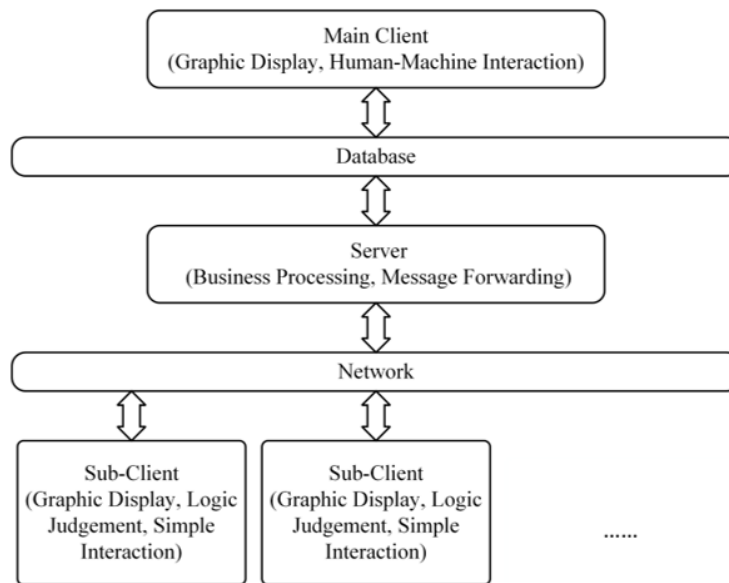 Main Client
(Graphic Display, Human-Machine Interaction)
Database
Server
(Business Processing, Message Forwarding)
Network
Sub-Client
(Graphic Display, Logic
Judgement, Simple
Interaction)
Sub-Client
(Graphic Display, Logic
Judgement, Simple
Interaction)
......